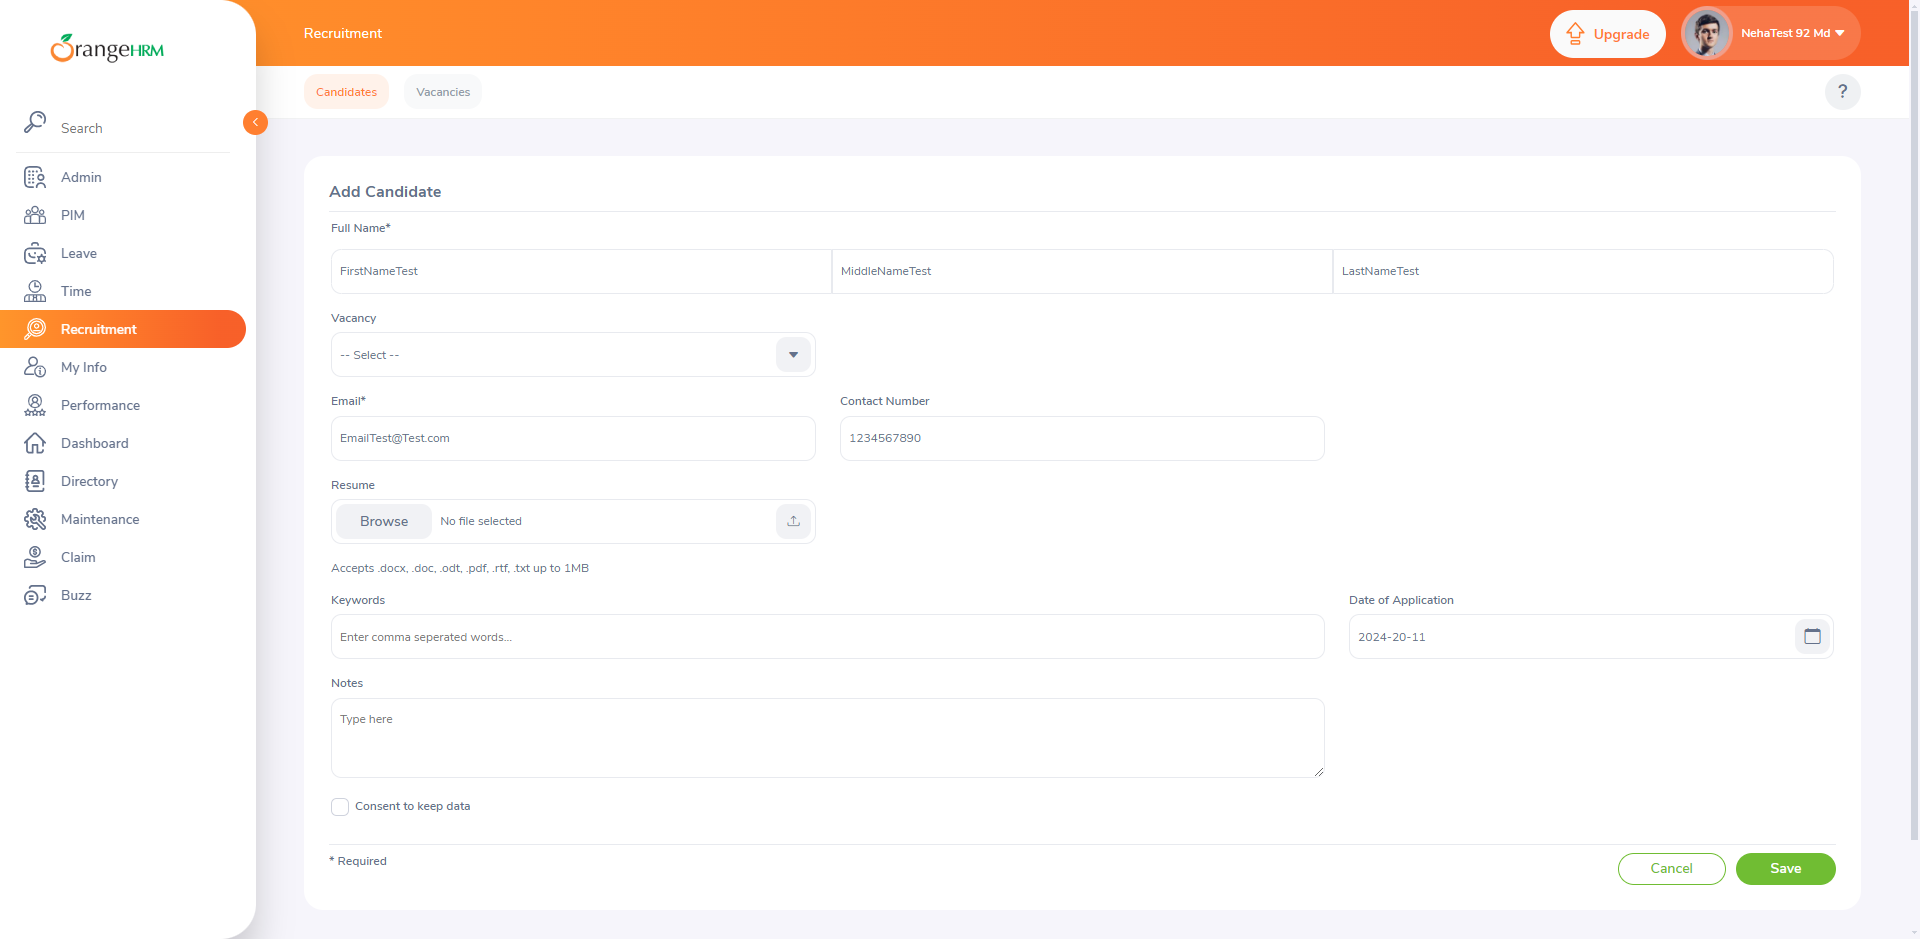 OrangeHRM
Search
Admin
PIM
Leave
Time
Recruitment
My Info
Performance
Dashboard
Directory
Maintenance
Claim
Buzz
Recruitment
Upgrade
NehaTest 92 Md
Candidates
Vacancies
?
Add Candidate
Full Name*
FirstNameTest
MiddleNameTest
LastNameTest
Vacancy
-- Select --
Email*
Contact Number
EmailTest@Test.com
1234567890
Resume
Browse
No file selected
Accepts .docx, .doc, .odt, .pdf, .rtf, .txt up to 1MB
Keywords
Date of Application
Enter comma seperated words...
2024-20-11
Notes
Type here
Consent to keep data
* Required
Cancel
Save